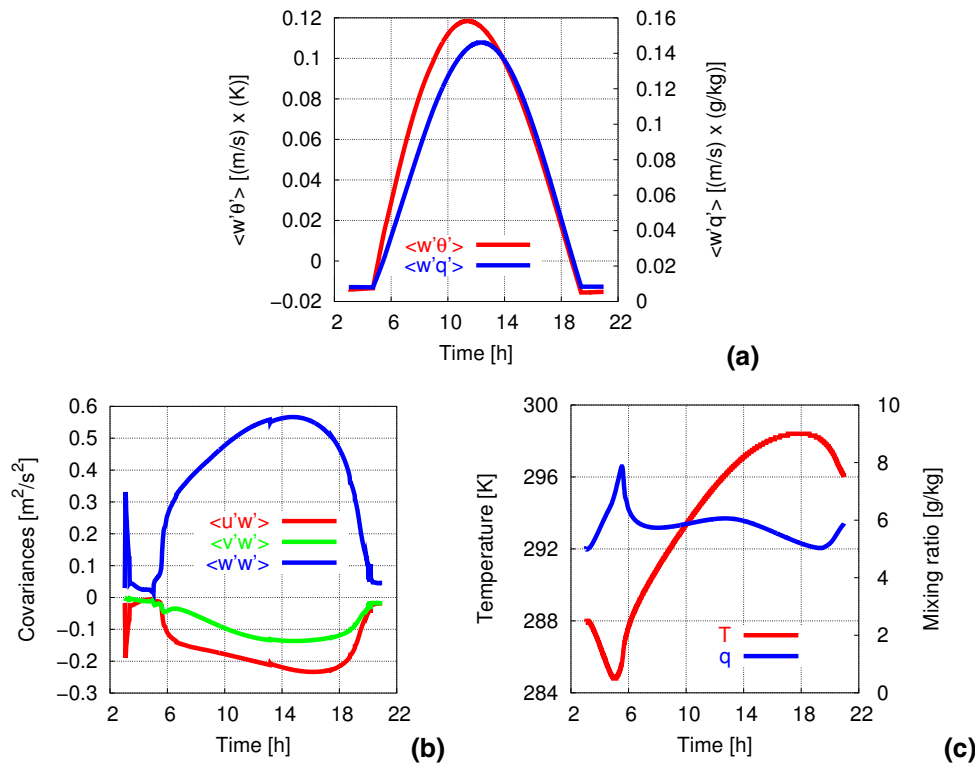 <w'θ'> [(m/s) x (K)]
0.12
0.1
0.08
0.06
0.04
0.02
0
−0.02
<w'θ'>
<w'q'>
0.16
0.14
0.12
0.1
0.08
0.06
0.04
0.02
0
<w'q'> [(m/s) x (g/kg)]
2 6 10 14 18 22
Time [h]
(a)
Covariances [m²/s²]
0.6
0.5
0.4
0.3
0.2
0.1
0
−0.1
−0.2
−0.3
<u'w'>
<v'w'>
<w'w'>
2 6 10 14 18 22
Time [h]
(b)
Temperature [K]
300
296
292
288
284
T
q
10
8
6
4
2
0
Mixing ratio [g/kg]
2 6 10 14 18 22
Time [h]
(c)